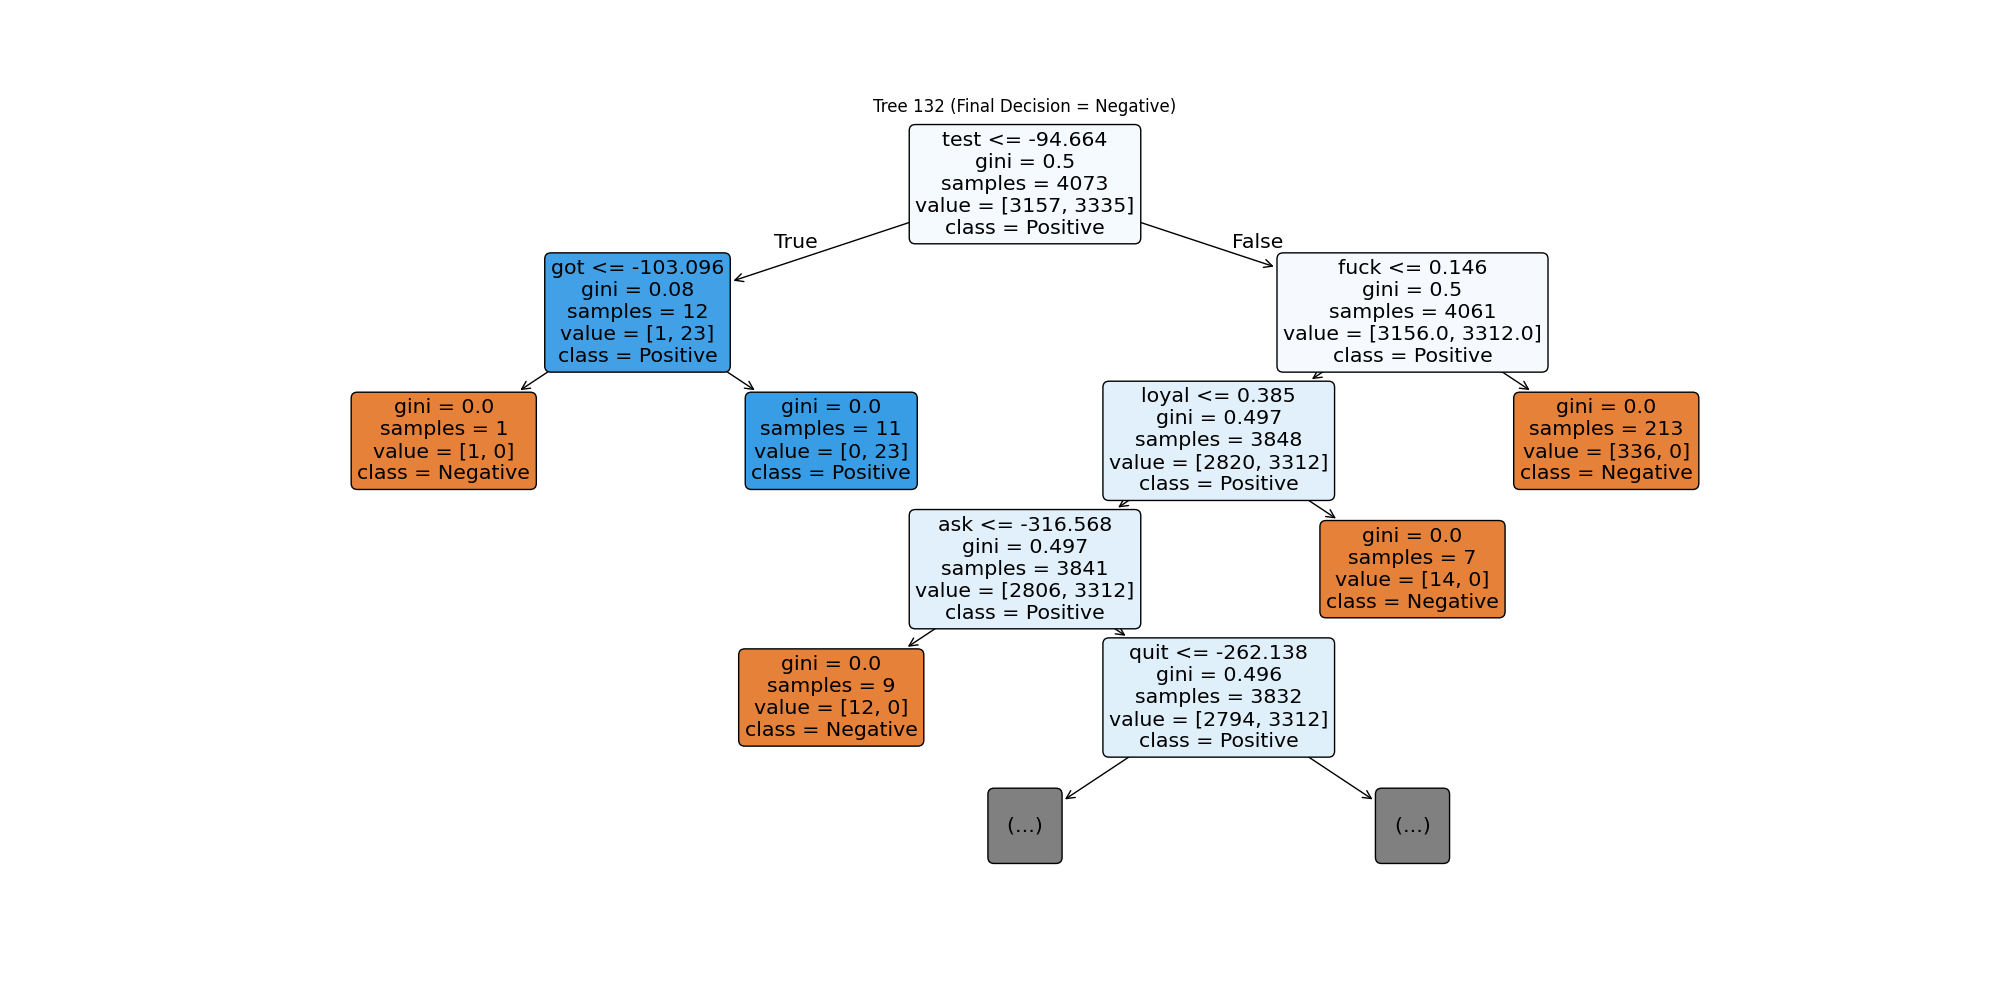 Tree 132 (Final Decision = Negative)
test <= -94.664
gini = 0.5
samples = 4073
value = [3157, 3335]
class = Positive
True
False
got <= -103.096
gini = 0.08
samples = 12
value = [1, 23]
class = Positive
fuck <= 0.146
gini = 0.5
samples = 4061
value = [3156.0, 3312.0]
class = Positive
gini = 0.0
samples = 1
value = [1, 0]
class = Negative
gini = 0.0
samples = 11
value = [0, 23]
class = Positive
loyal <= 0.385
gini = 0.497
samples = 3848
value = [2820, 3312]
class = Positive
gini = 0.0
samples = 213
value = [336, 0]
class = Negative
ask <= -316.568
gini = 0.497
samples = 3841
value = [2806, 3312]
class = Positive
gini = 0.0
samples = 7
value = [14, 0]
class = Negative
gini = 0.0
samples = 9
value = [12, 0]
class = Negative
quit <= -262.138
gini = 0.496
samples = 3832
value = [2794, 3312]
class = Positive
(...)
(...)